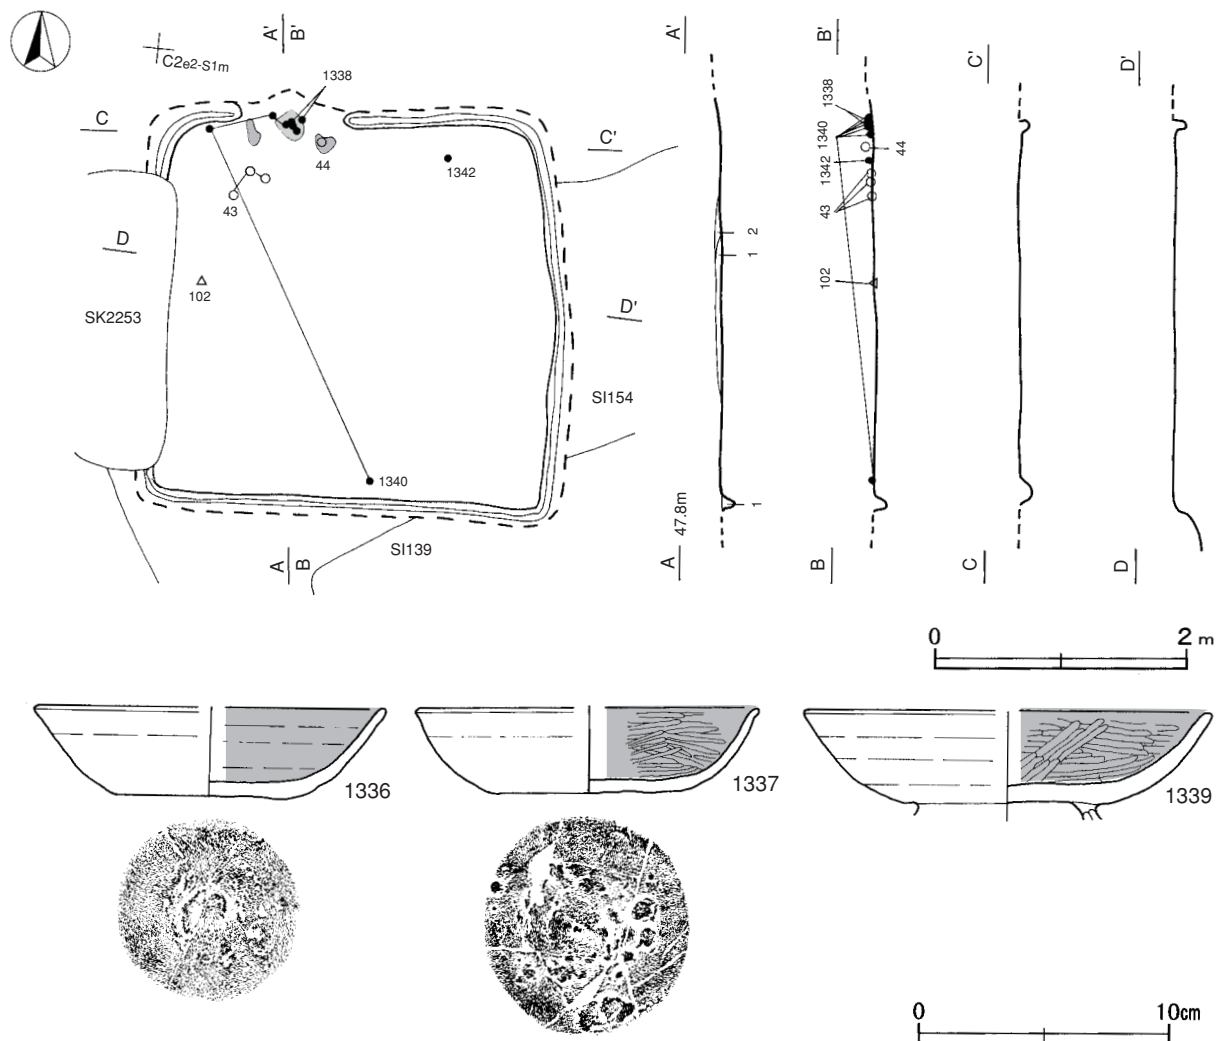 A' B'
C2e2-S1m
1338
C
44
C'
1342
43
D
102
D'
SK2253
SI154
1340
SI139
A B
A'
2
1
1
47.8m
A
B'
1338
1340
44
1342
43
102
B
C'
C
D'
D
0 2 m
1336
1337
1339
0 10cm